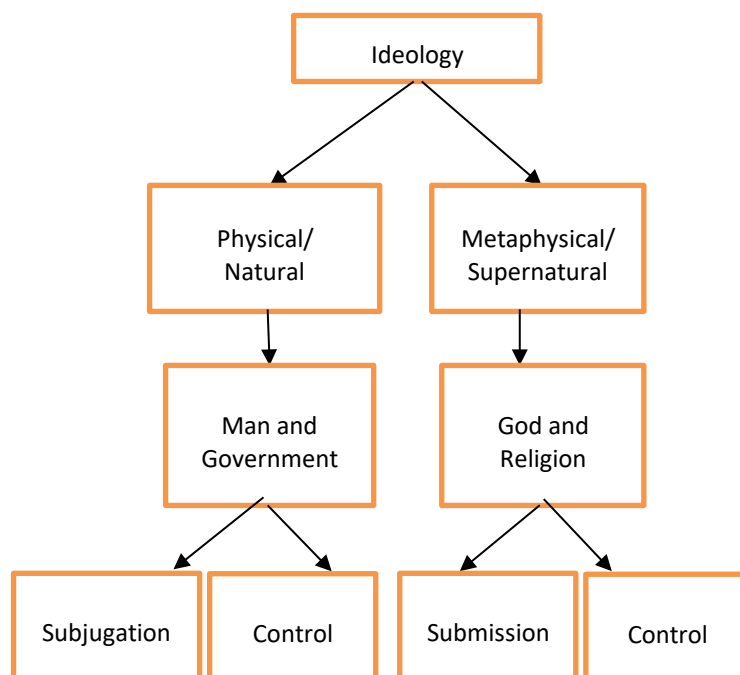 Ideology
Physical/
Natural
Metaphysical/
Supernatural
Man and
Government
God and
Religion
Subjugation
Control
Submission
Control